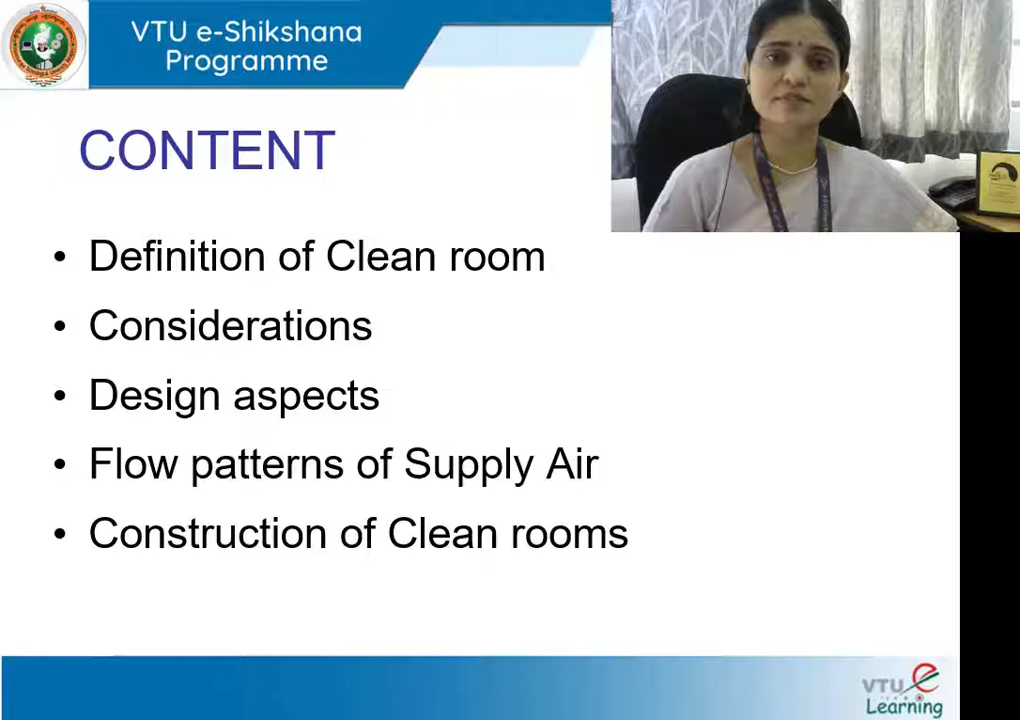 VTU e-Shikshana
Programme
CONTENT
• Definition of Clean room
• Considerations
• Design aspects
• Flow patterns of Supply Air
• Construction of Clean rooms
VTU e
Learning